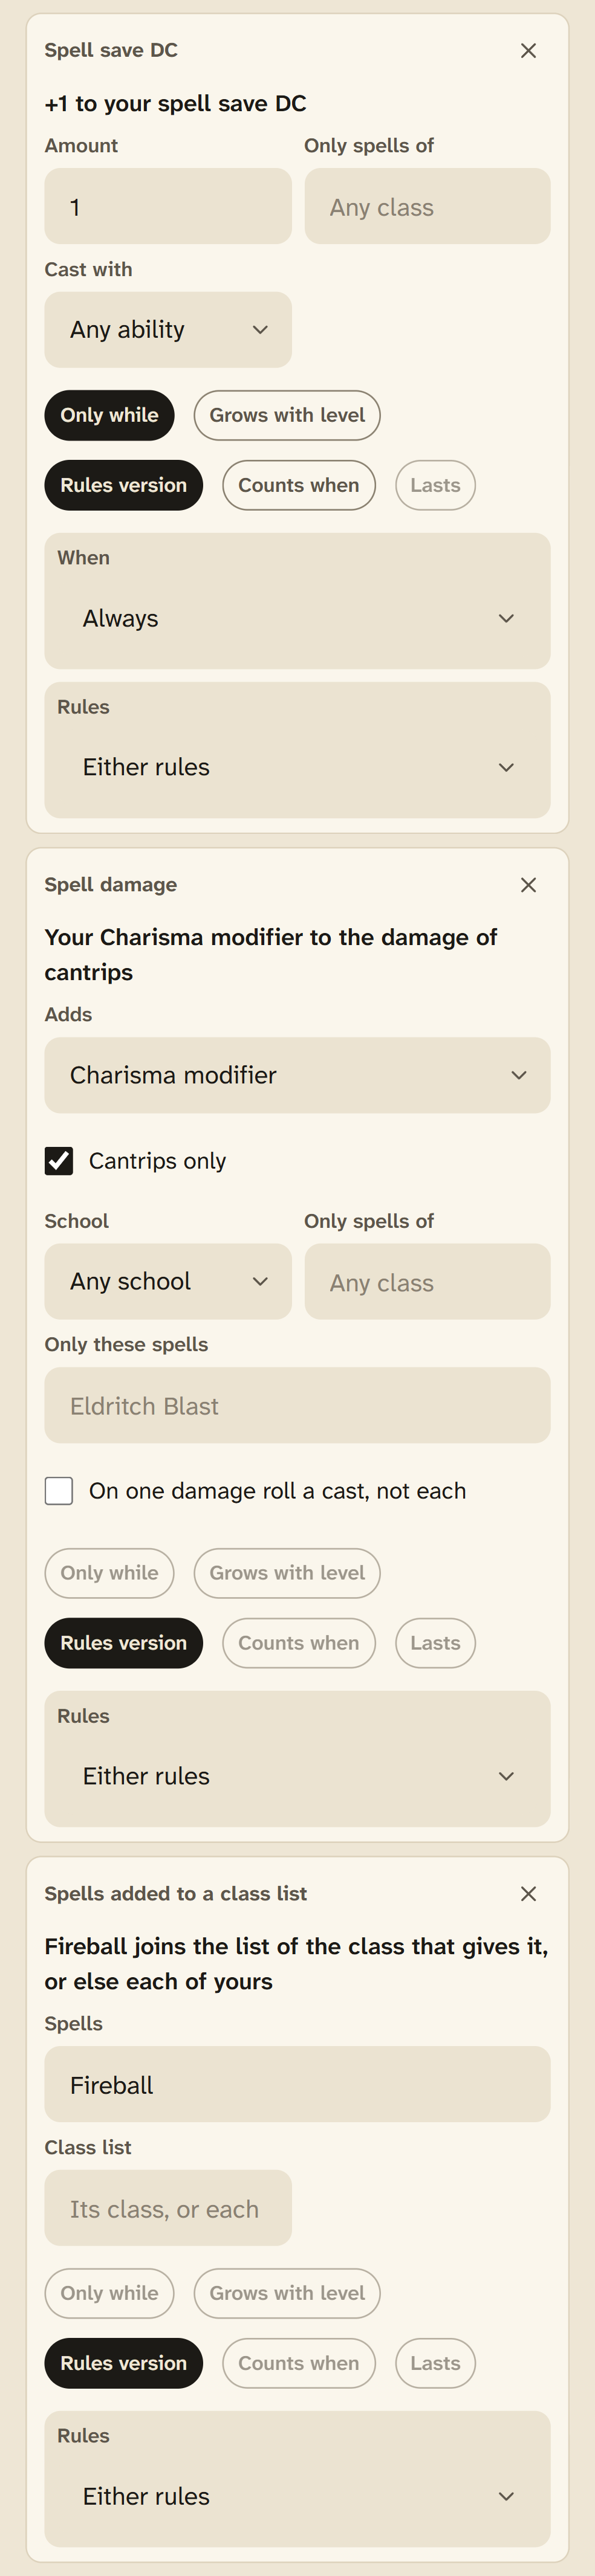 Spell save DC
+1 to your spell save DC
Amount
Only spells of
1
Any class
Cast with
Any ability
Only while
Grows with level
Rules version
Counts when
Lasts
When
Always
Rules
Either rules
Spell damage
Your Charisma modifier to the damage of
cantrips
Adds
Charisma modifier
Cantrips only
School
Only spells of
Any school
Any class
Only these spells
Eldritch Blast
On one damage roll a cast, not each
Only while
Grows with level
Rules version
Counts when
Lasts
Rules
Either rules
Spells added to a class list
Fireball joins the list of the class that gives it,
or else each of yours
Spells
Fireball
Class list
Its class, or each
Only while
Grows with level
Rules version
Counts when
Lasts
Rules
Either rules